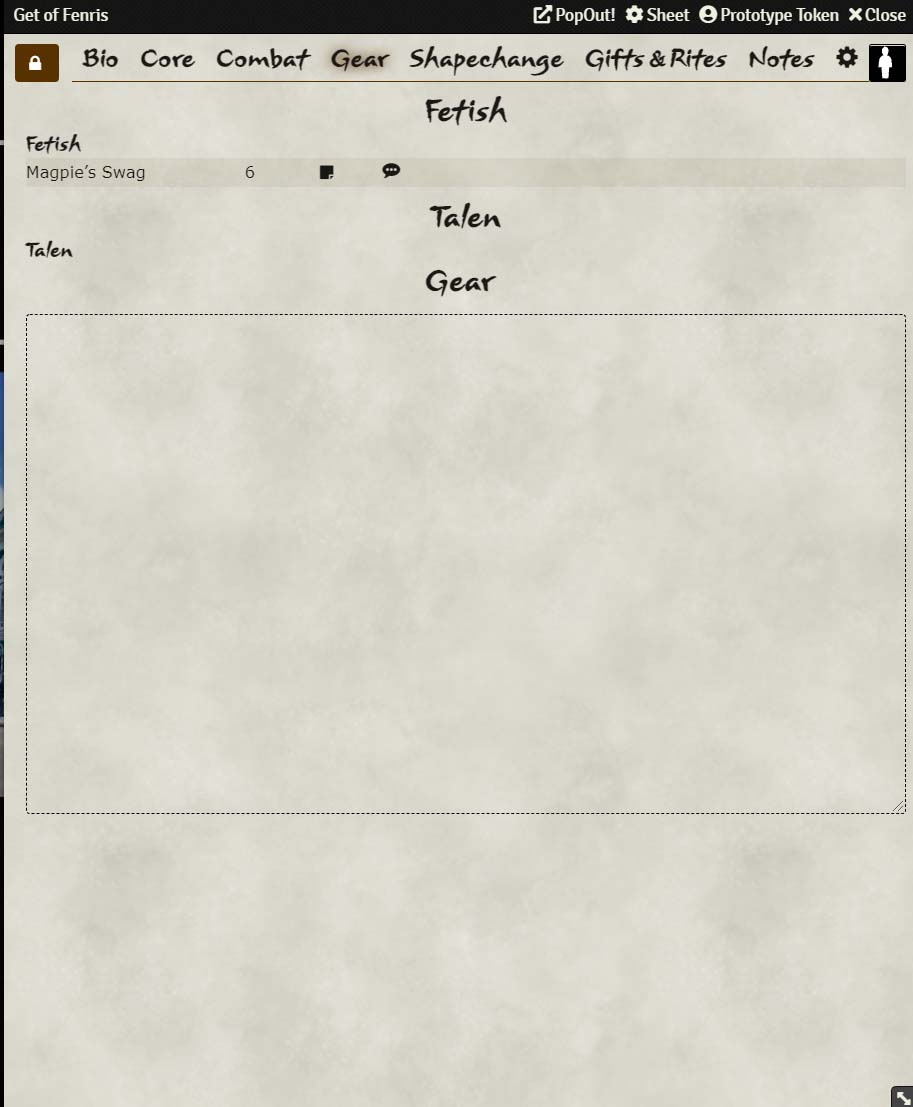 Get of Fenris PopOut! Sheet Prototype Token Close
Bio Core Combat Gear Shapechange Gifts & Rites Notes
Fetish
Fetish
Magpie's Swag 6
Talen
Talen
Gear